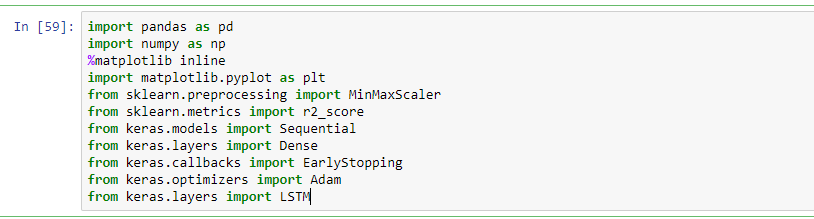 In [59]: import pandas as pd
import numpy as np
%matplotlib inline
import matplotlib.pyplot as plt
from sklearn.preprocessing import MinMaxScaler
from sklearn.metrics import r2_score
from keras.models import Sequential
from keras.layers import Dense
from keras.callbacks import EarlyStopping
from keras.optimizers import Adam
from keras.layers import LSTM